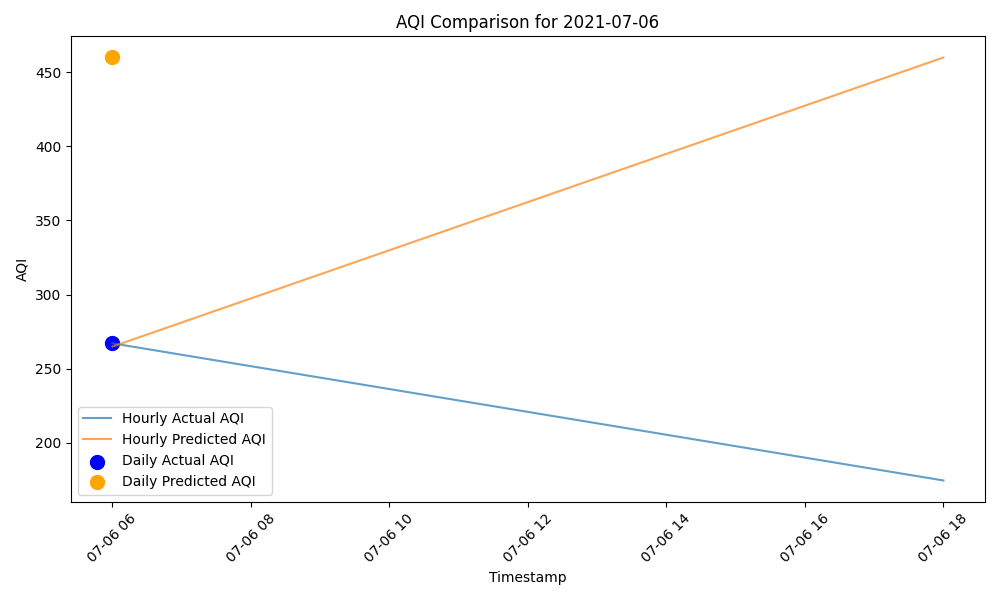 AQI Comparison for 2021-07-06
AQI
450
400
350
300
250
200
Hourly Actual AQI
Hourly Predicted AQI
Daily Actual AQI
Daily Predicted AQI
07-06 06
07-06 08
07-06 10
07-06 12
07-06 14
07-06 16
07-06 18
Timestamp